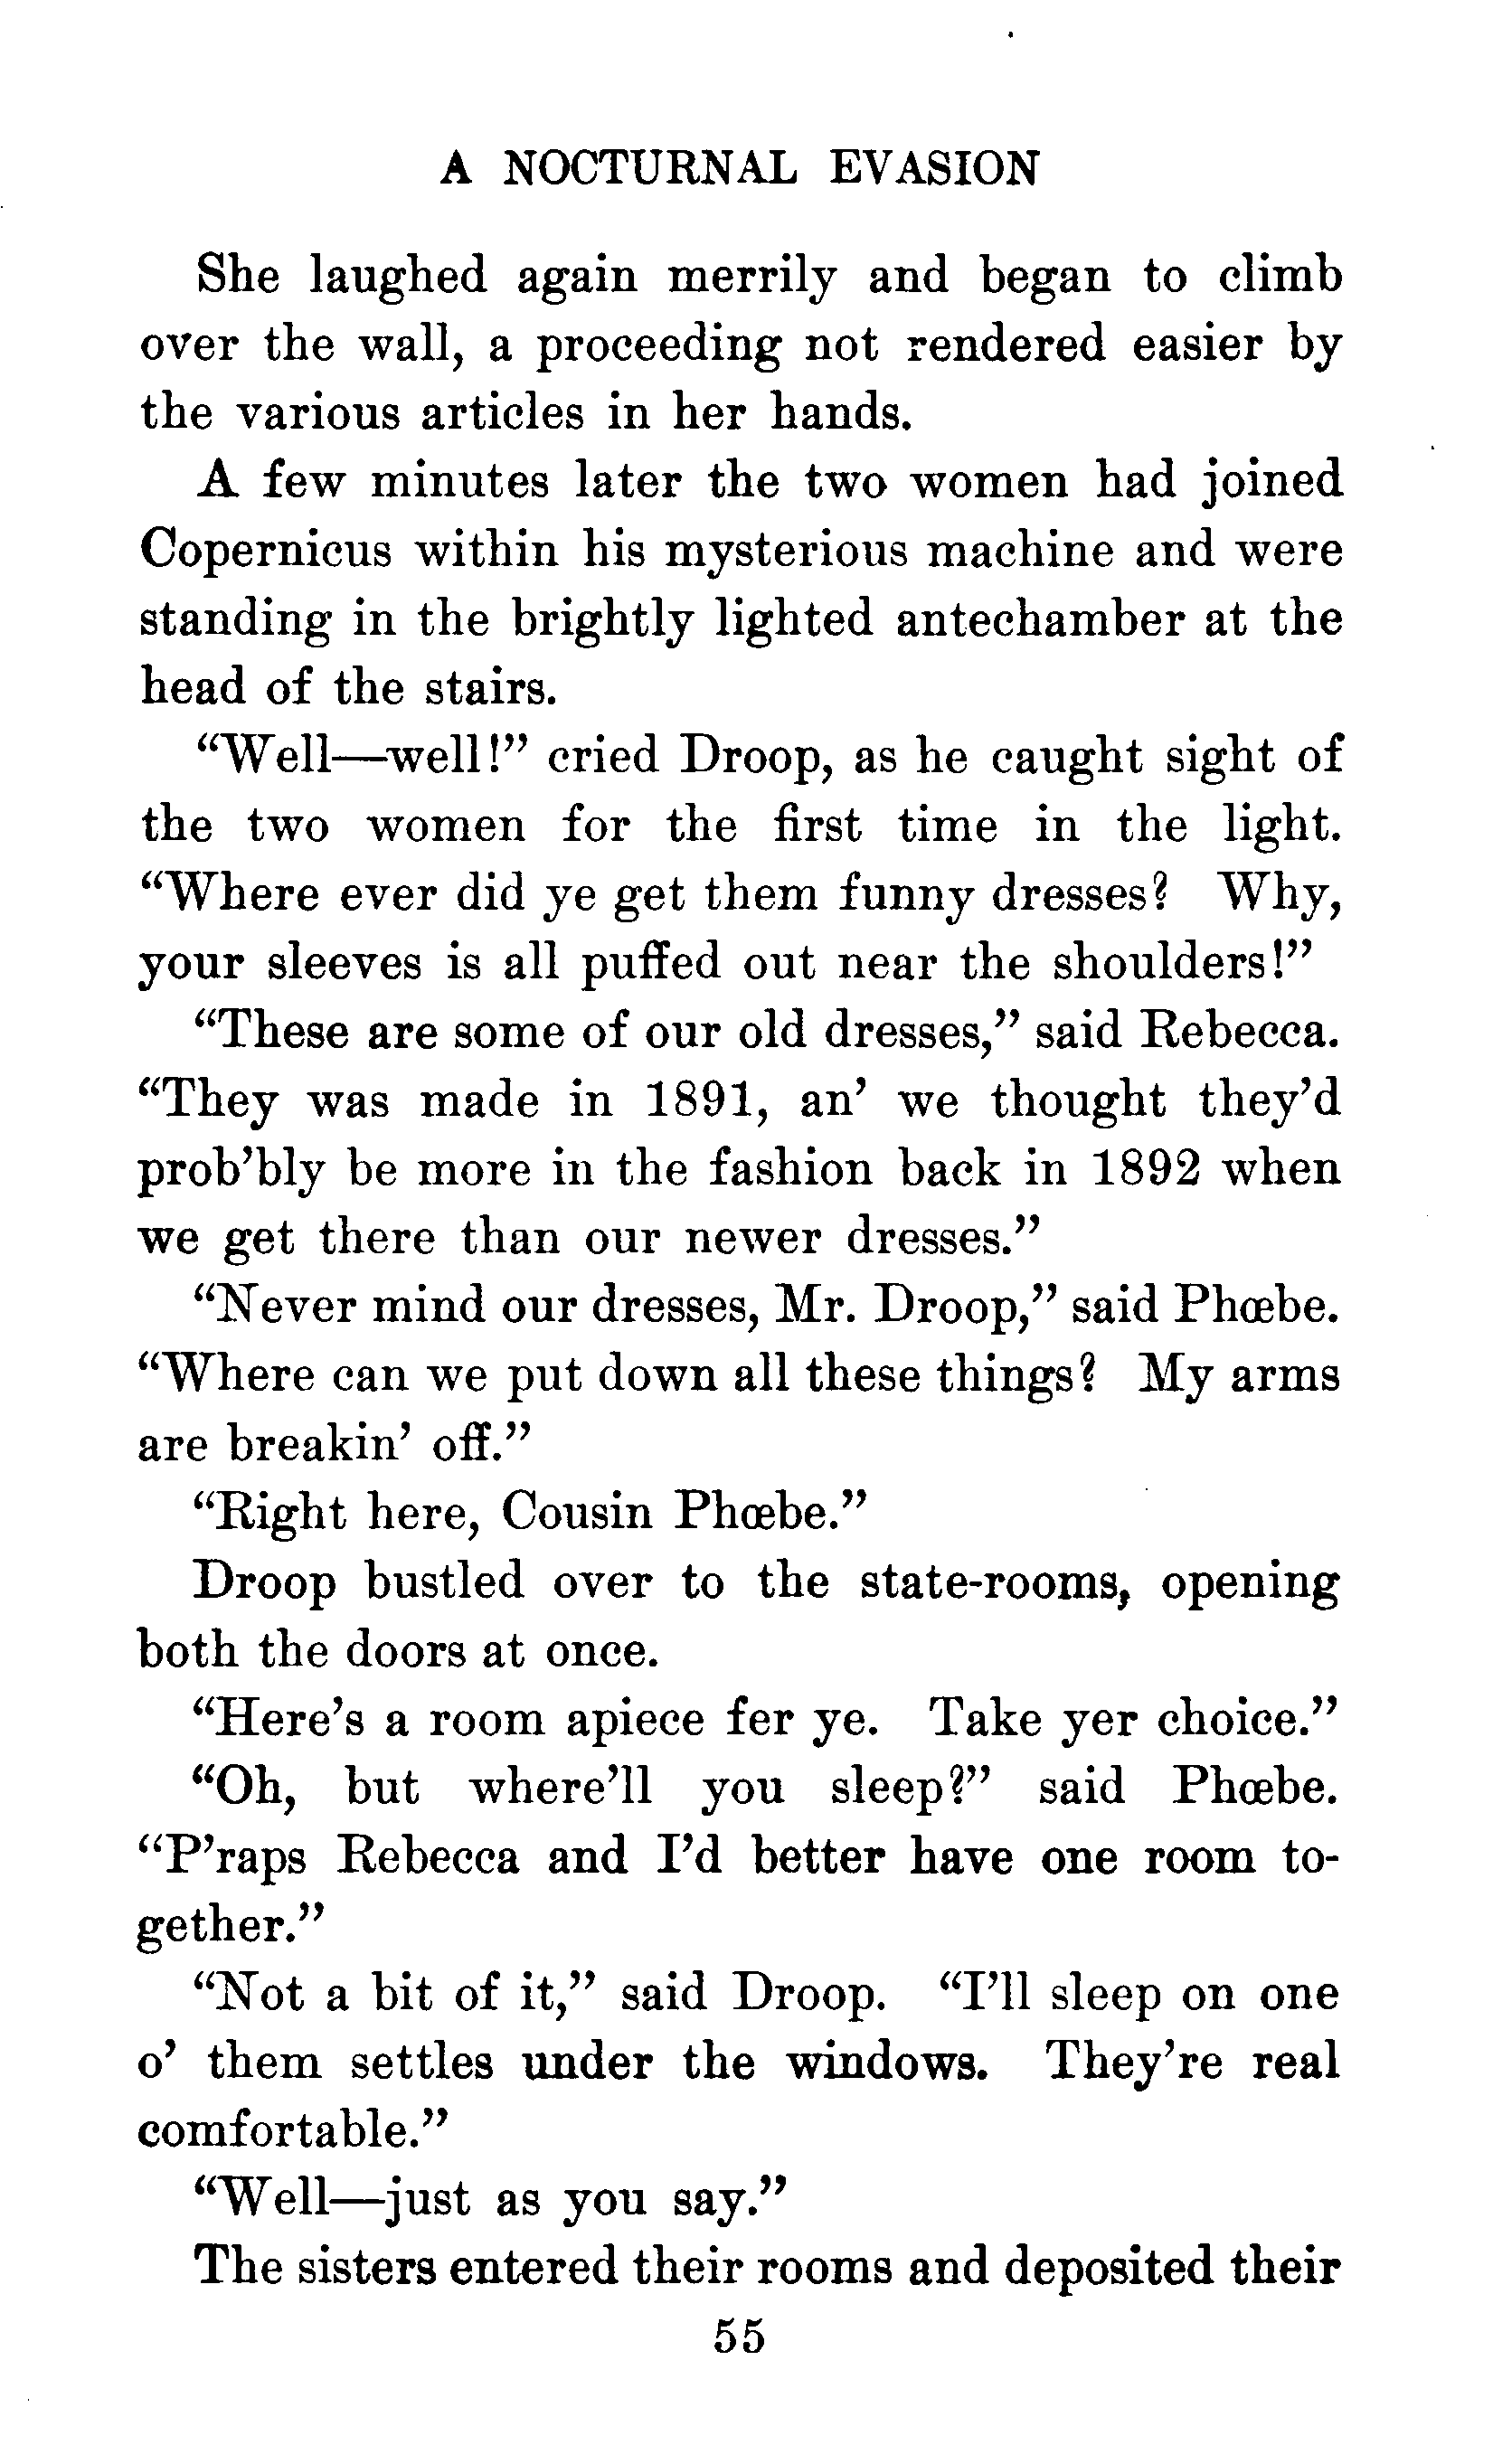 A NOCTURNAL EVASION
She laughed again merrily and began to climb
over the wall, a proceeding not rendered easier by
the various articles in her hands.
A few minutes later the two women had joined
Copernicus within his mysterious machine and were
standing in the brightly lighted antechamber at the
head of the stairs.
“Well—well!” cried Droop, as he caught sight of
the two women for the first time in the light.
“Where ever did ye get them funny dresses? Why,
your sleeves is all puffed out near the shoulders!”
“These are some of our old dresses,” said Rebecca.
“They was made in 1891, an’ we thought they’d
prob’bly be more in the fashion back in 1892 when
we get there than our newer dresses.”
“Never mind our dresses, Mr. Droop,” said Phœbe.
“Where can we put down all these things? My arms
are breakin’ off.”
“Right here, Cousin Phœbe.”
Droop bustled over to the state-rooms, opening
both the doors at once.
“Here’s a room apiece fer ye. Take yer choice.”
“Oh, but where’ll you sleep?” said Phœbe.
“P’raps Rebecca and I’d better have one room to-
gether.”
“Not a bit of it,” said Droop. “I’ll sleep on one
o’ them settles under the windows. They’re real
comfortable.”
“Well—just as you say.”
The sisters entered their rooms and deposited their
55